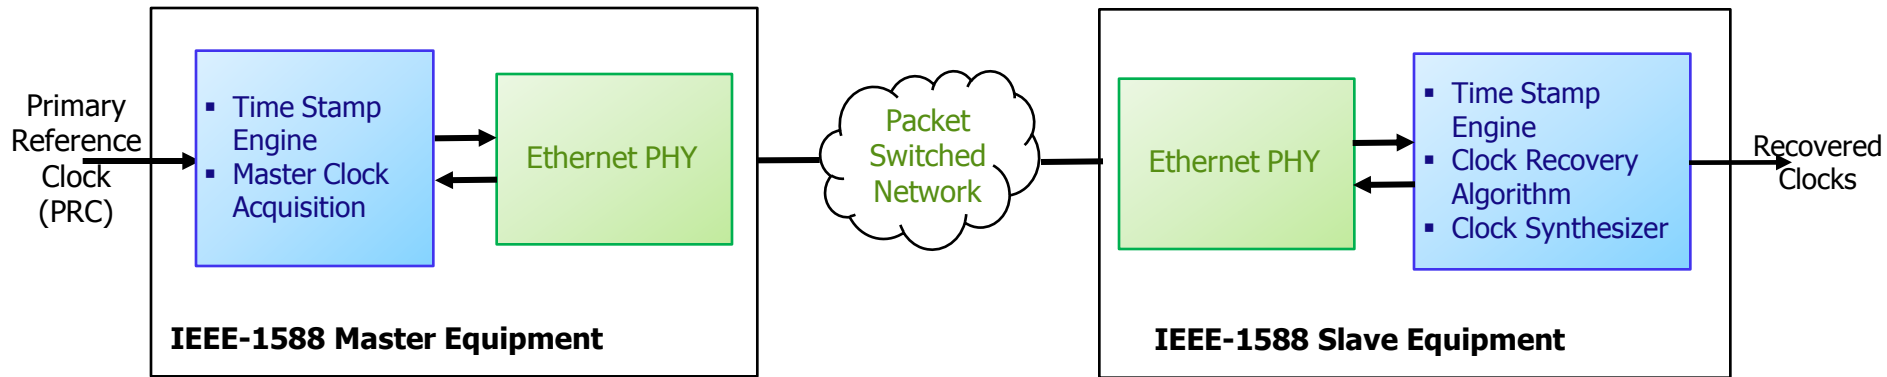 Primary
Reference
Clock
(PRC)
▪ Time Stamp
Engine
▪ Master Clock
Acquisition
Ethernet PHY
IEEE-1588 Master Equipment
Packet
Switched
Network
Ethernet PHY
▪ Time Stamp
Engine
▪ Clock Recovery
Algorithm
▪ Clock Synthesizer
IEEE-1588 Slave Equipment
Recovered
Clocks